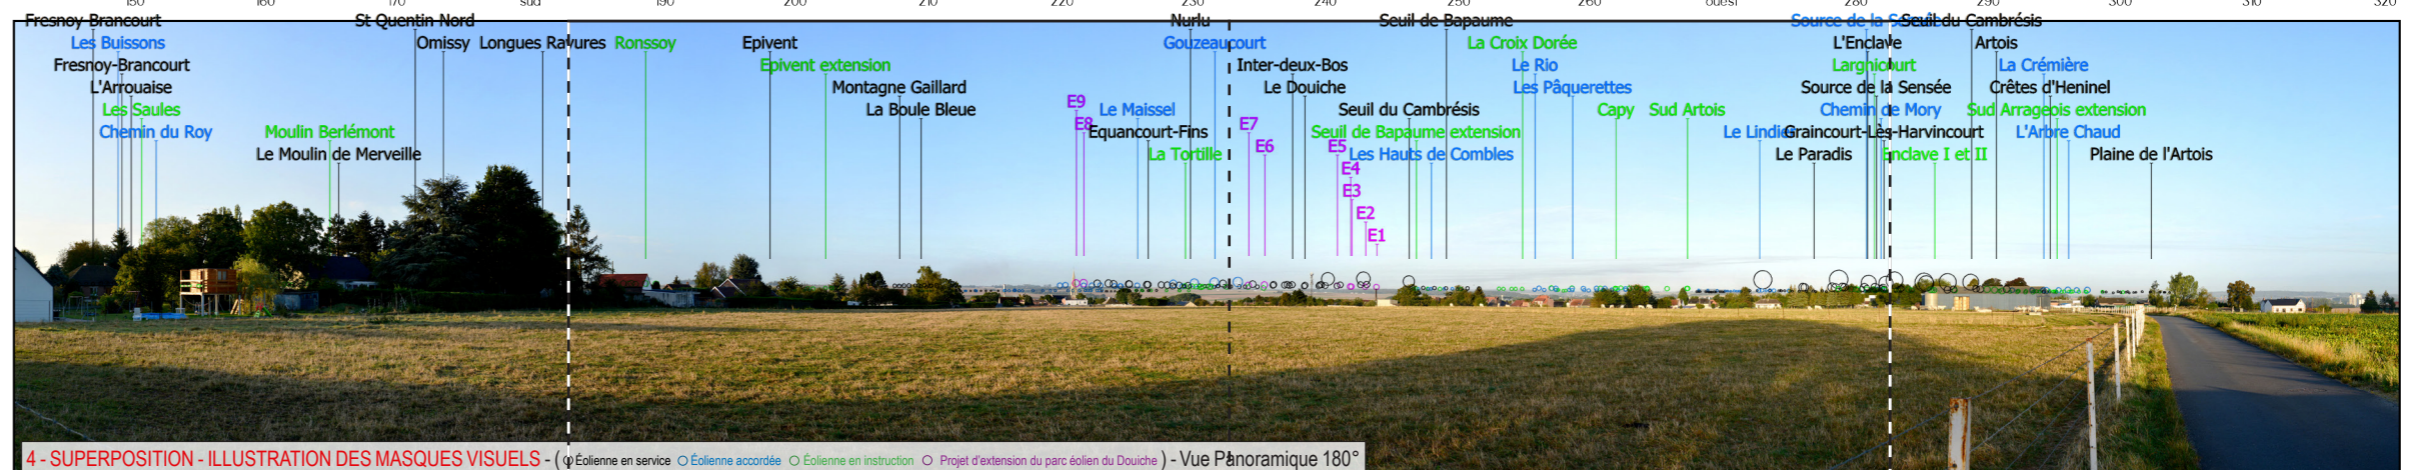 150 160 170 sud 190 200 210 220 230 240 250 260 ouest 280 290 300 310 320
Fresnoy-Brancourt St Quentin Nord Nurlu Seuil de Bapaume Source de la Sensée Seuil du Cambrésis
Les Buissons Omissy Longues Ravures Ronssoy Epivent Gouzeaucourt La Croix Dorée L'Enclave Artois
Fresnoy-Brancourt Epivent extension Inter-deux-Bos Le Rio Largnicourt La Crémière
L'Arrouaise Montagne Gaillard Le Douiche Les Pâquerettes Source de la Sensée Crêtes d'Heninel
Les Saules La Boule Bleue E9 Le Maissel Seuil du Cambrésis Capy Sud Artois Chemin de Mory Sud Arrageois extension
Chemin du Roy Moulin Berlémont E8 Equancourt-Fins E7 Seuil de Bapaume extension Le Lindier Graincourt-Lès-Harvincourt L'Arbre Chaud
Le Moulin de Merveille La Tortille E6 E5 Les Hauts de Combles Le Paradis Enclave I et II Plaine de l'Artois
E4
E3
E2
E1
4 - SUPERPOSITION - ILLUSTRATION DES MASQUES VISUELS - ( Éolienne en service Éolienne accordée Éolienne en instruction Projet d'extension du parc éolien du Douiche ) - Vue Panoramique 180°